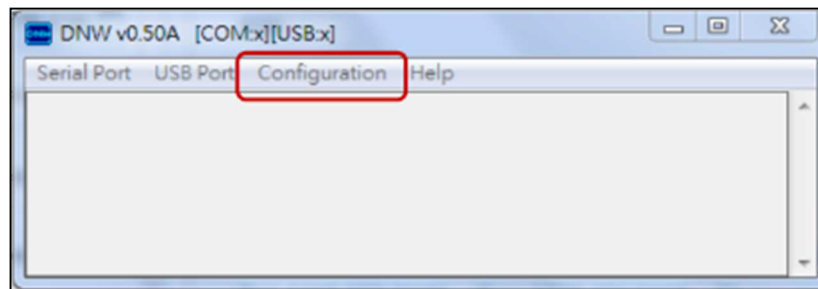 DNW v0.50A [COM:x][USB:x]
Serial Port USB Port Configuration Help